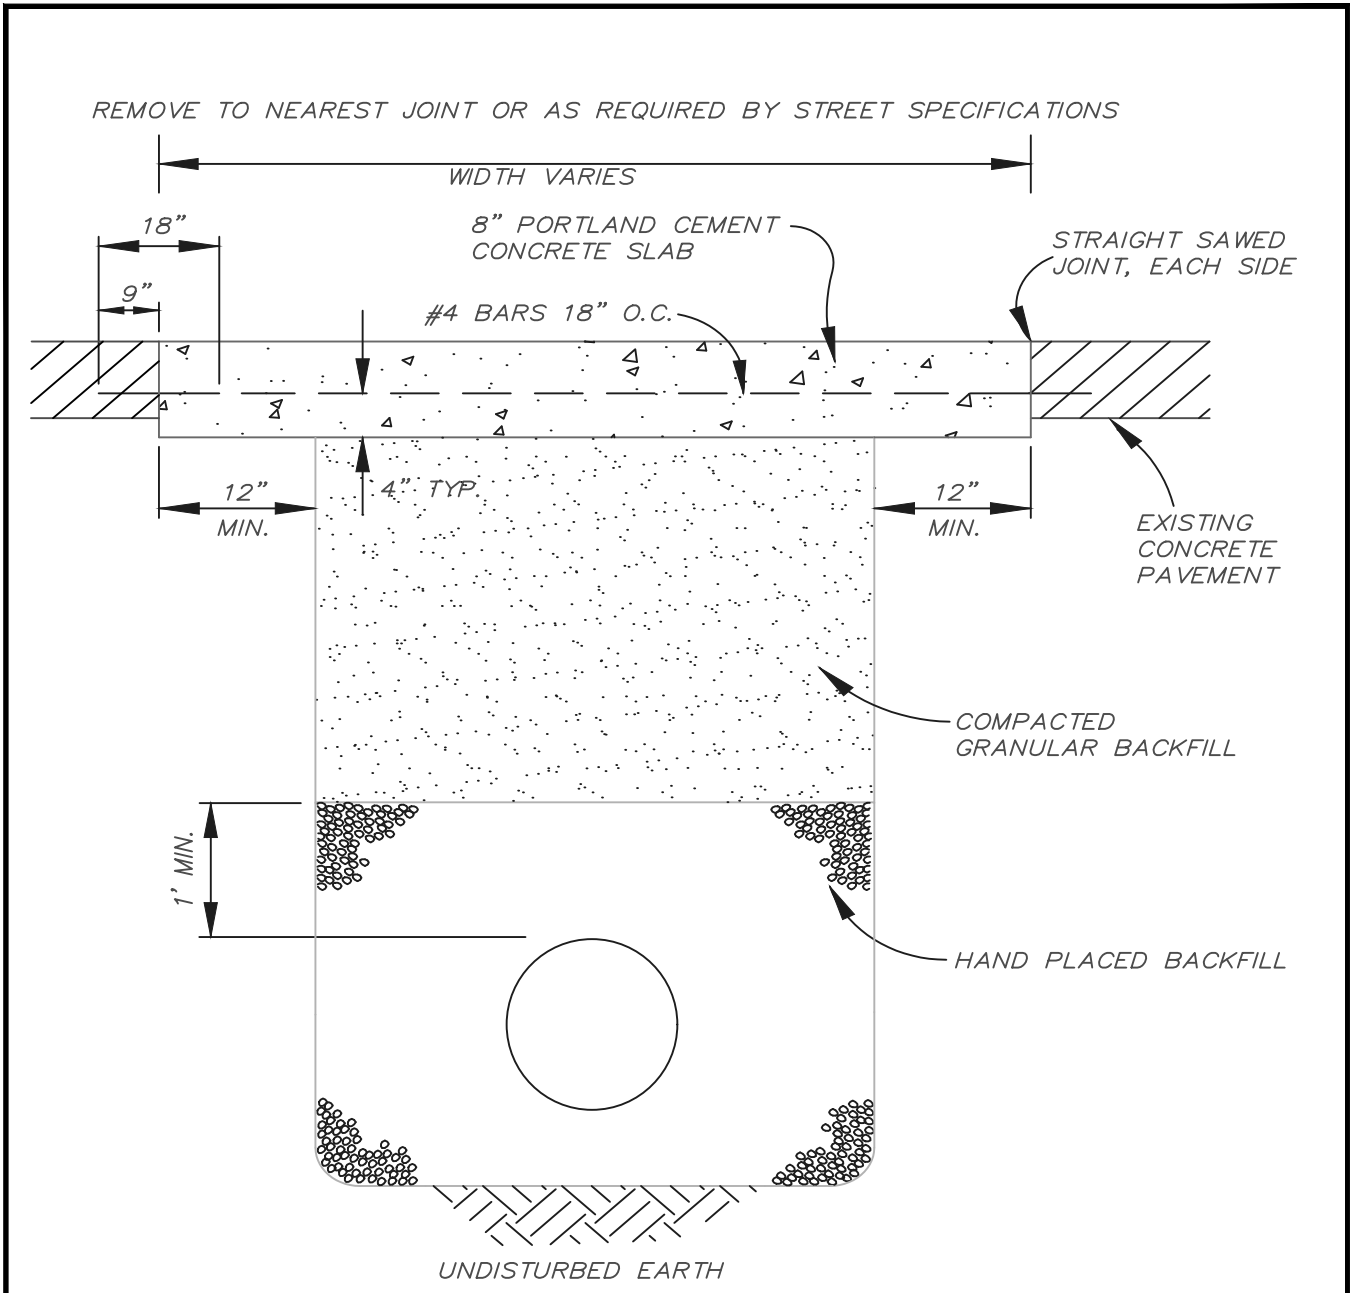 REMOVE TO NEAREST JOINT OR AS REQUIRED BY STREET SPECIFICATIONS
WIDTH VARIES
18”
8” PORTLAND CEMENT
CONCRETE SLAB
STRAIGHT SAWED
JOINT, EACH SIDE
9”
#4 BARS 18” O.C.
4” TYP.
12”
MIN.
12”
MIN.
EXISTING
CONCRETE
PAVEMENT
COMPACTED
GRANULAR BACKFILL
1’ MIN.
HAND PLACED BACKFILL
UNDISTURBED EARTH